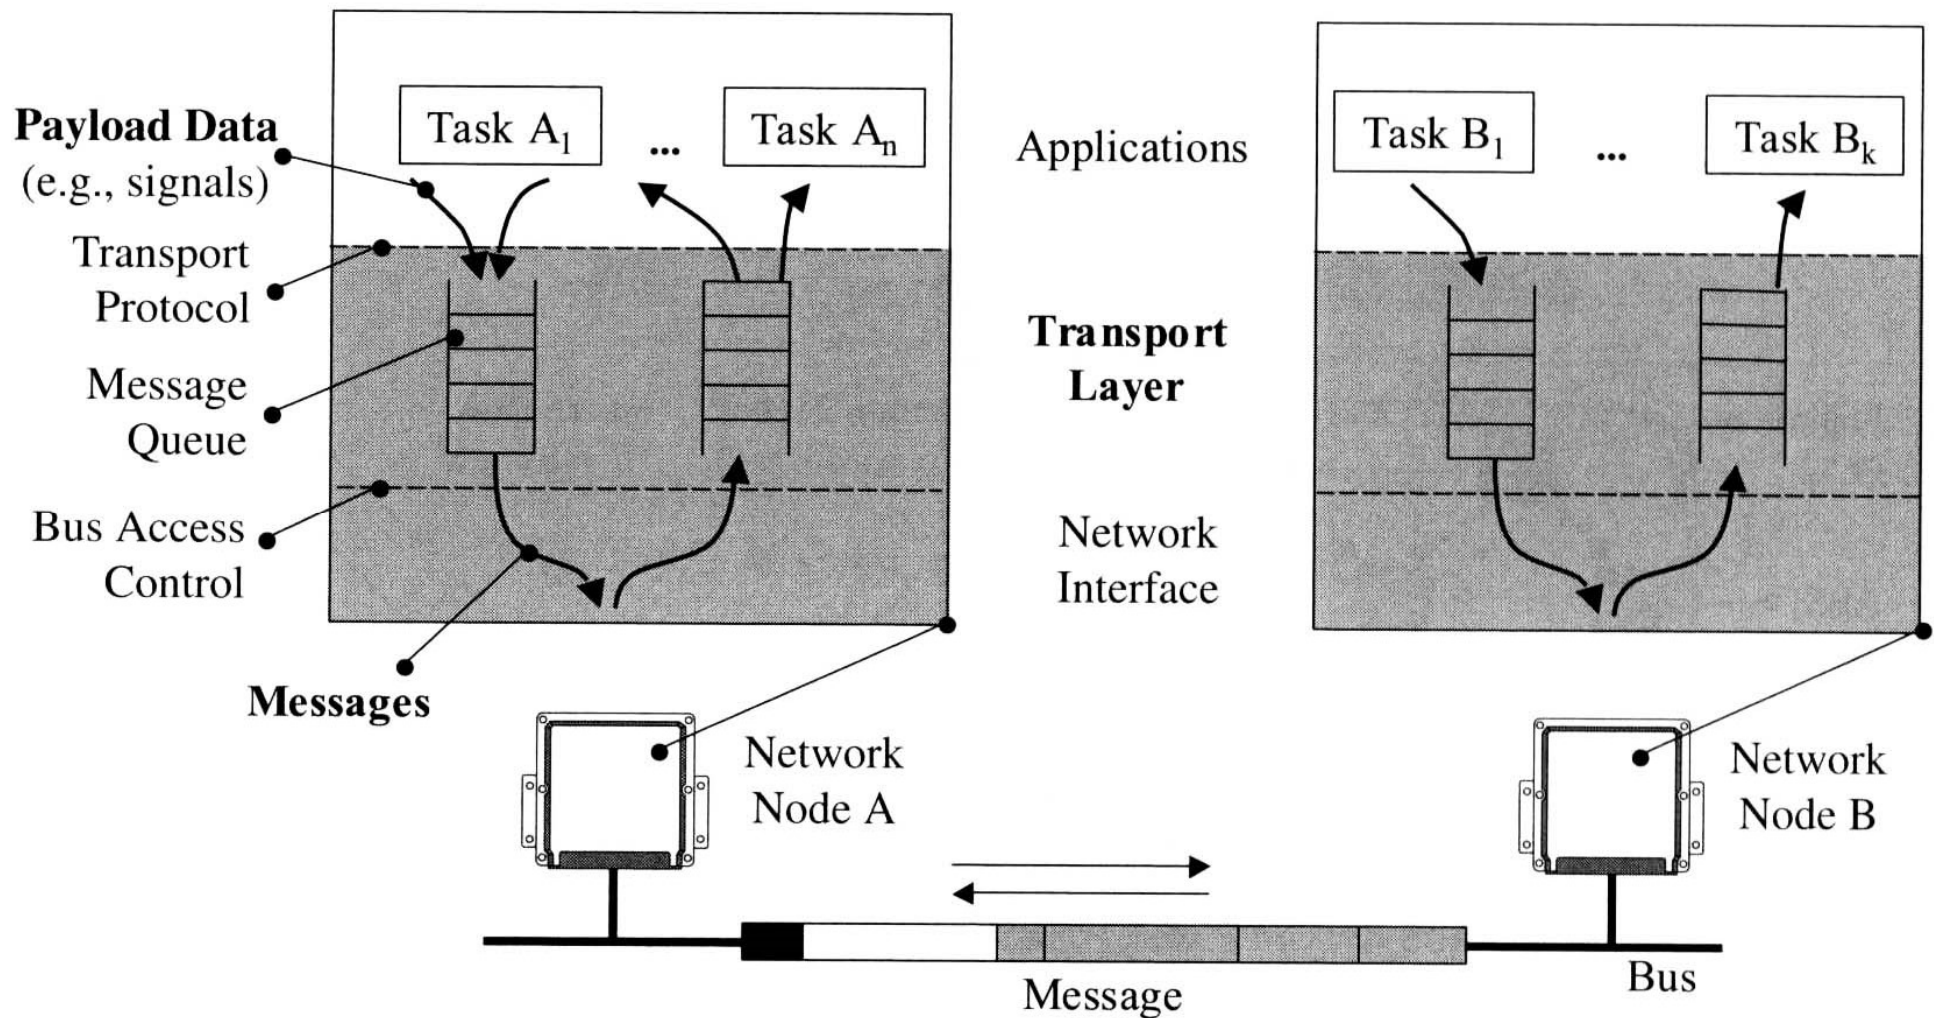 Payload Data
(e.g., signals)
Transport
Protocol
Message
Queue
Bus Access
Control
Messages
Task A1
...
Task An
Applications
Transport
Layer
Network
Interface
Task B1
...
Task Bk
Network
Node A
Network
Node B
Message
Bus